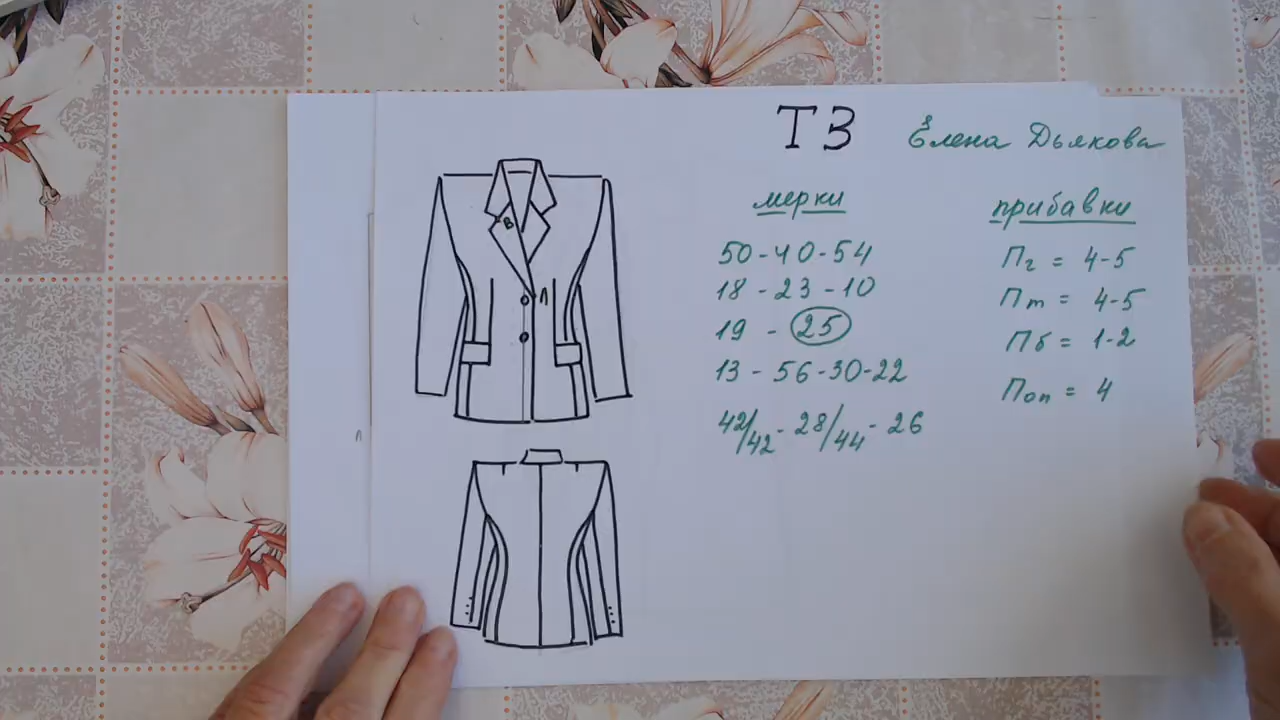 ТЗ Елена Дьякова
мерки
50-40-54
18-23-10
19 - 25
13 - 56-30-22
42/42 - 28/44 - 26
прибавки
Пг = 4-5
Пт = 4-5
Пб = 1-2
Поп = 4
в
л
л